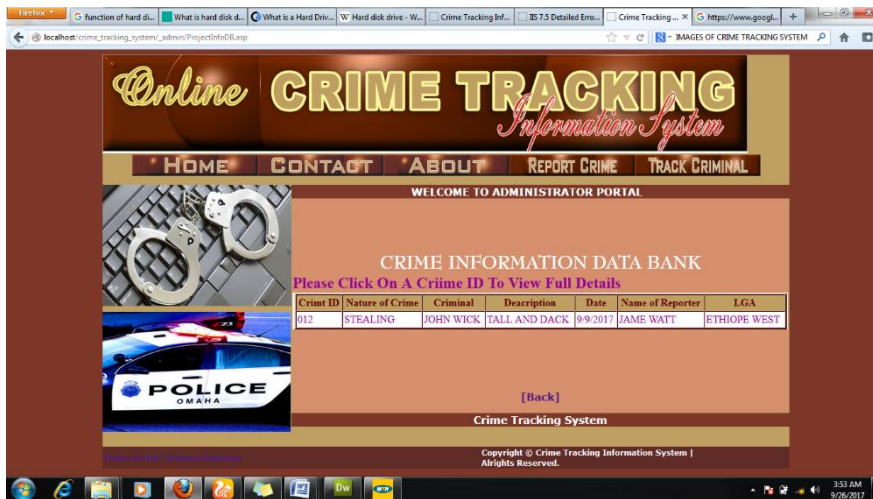 Firefox
function of hard di...
What is hard disk d...
What is a Hard Driv...
Hard disk drive - W...
Crime Tracking Inf...
IIS 7.5 Detailed Erro...
Crime Tracking ...
https://www.googl...
localhost/crime_tracking_system/_admin/ProjectInfoDB.asp
IMAGES OF CRIME TRACKING SYSTEM
Online CRIME TRACKING
Information System
HOME CONTACT ABOUT REPORT CRIME TRACK CRIMINAL
WELCOME TO ADMINISTRATOR PORTAL
CRIME INFORMATION DATA BANK
Please Click On A Criime ID To View Full Details
Crimt ID Nature of Crime Criminal Deacription Date Name of Reporter LGA
012 STEALING JOHN WICK TALL AND DACK 9/9/2017 JAME WATT ETHIOPE WEST
POLICE
OMAHA
[Back]
Crime Tracking System
Copyright © Crime Tracking Information System |
Alrights Reserved.
Dw
MTN
3:53 AM
9/26/2017